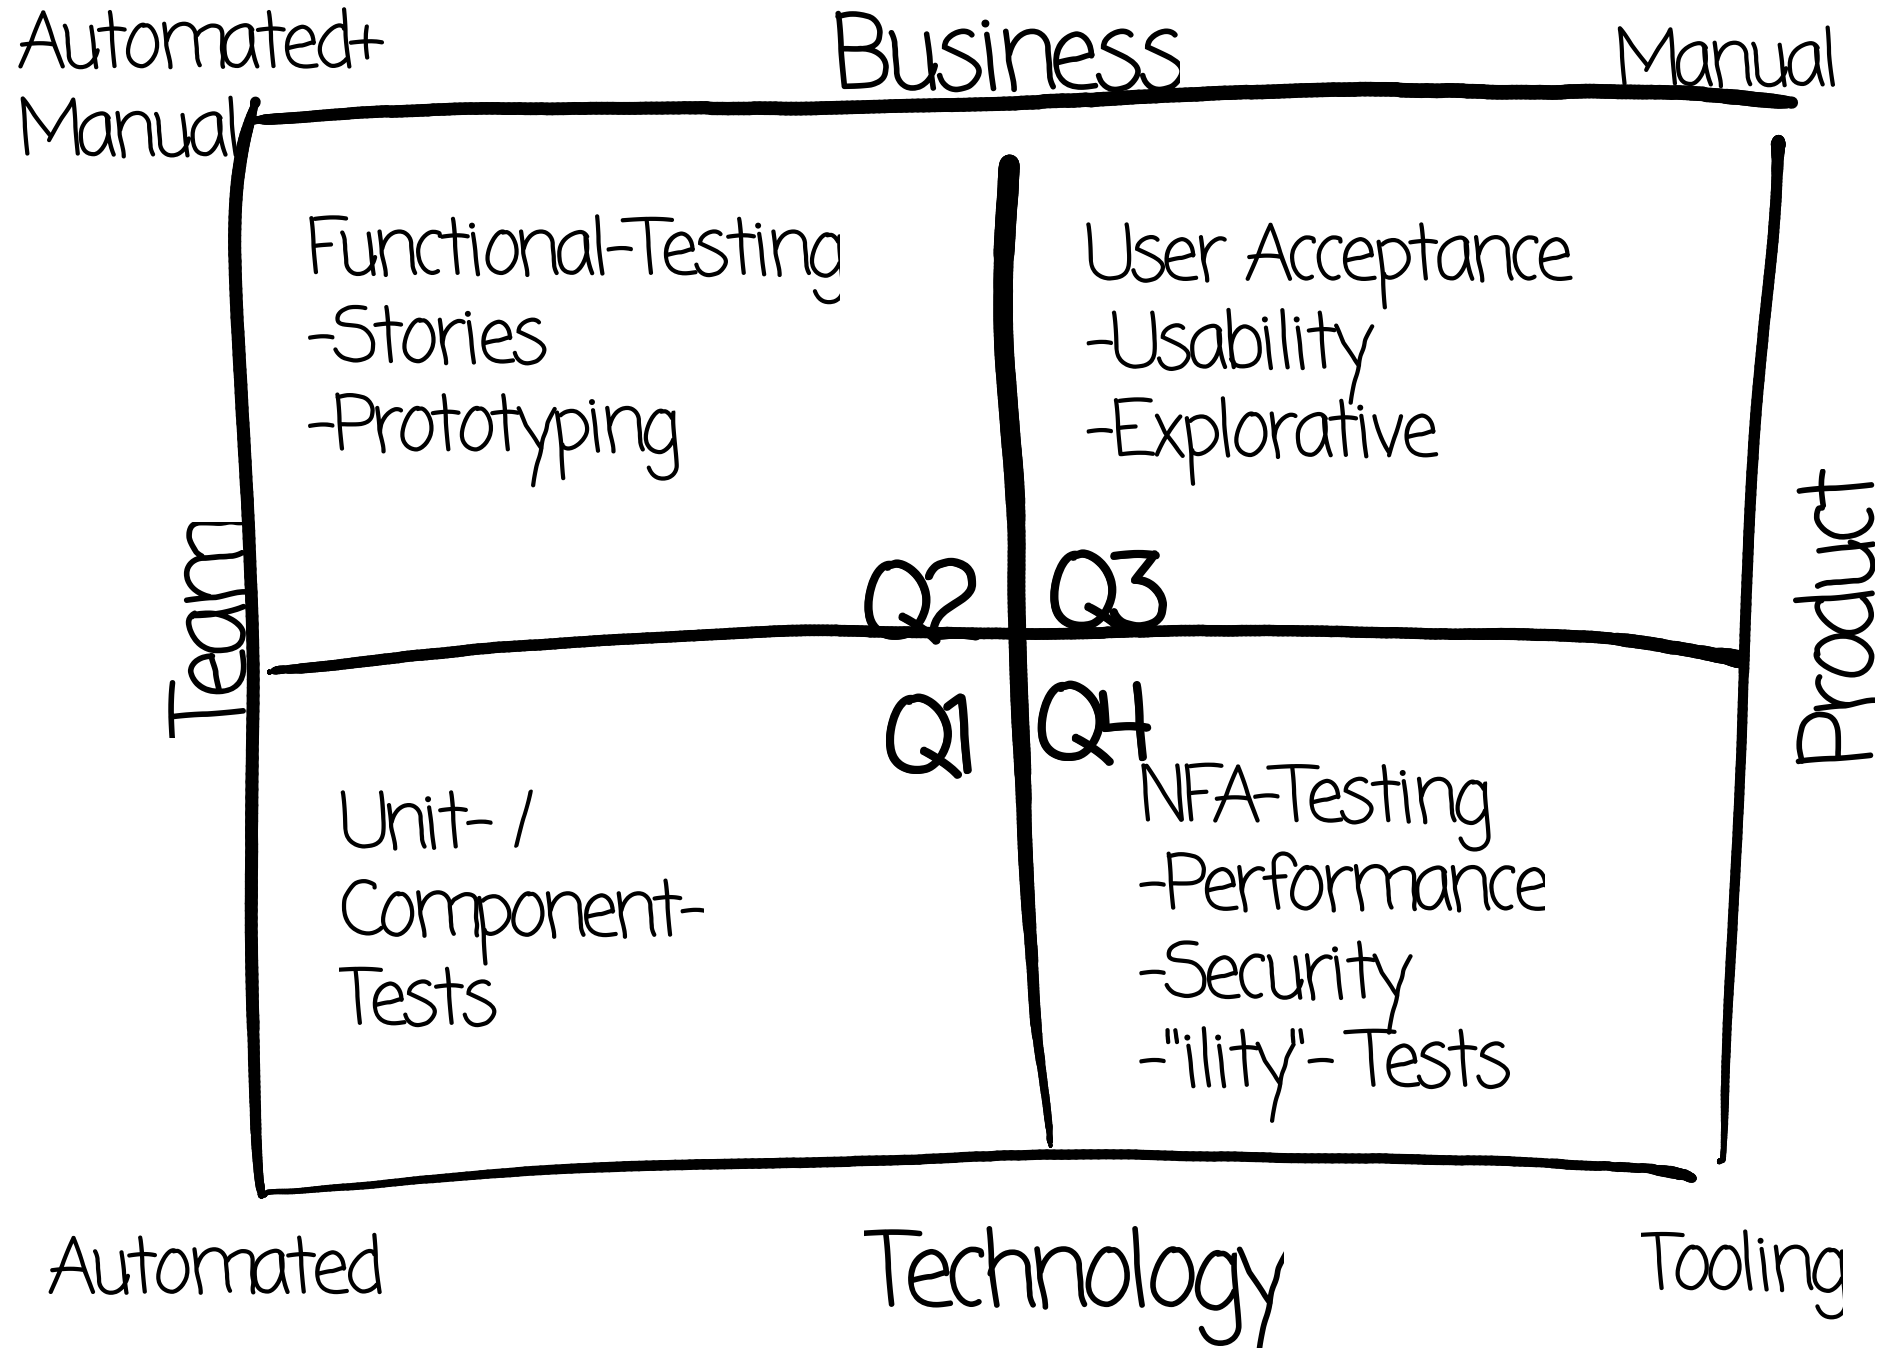 Automated+
Manual
Business
Manual
Functional-Testing
-Stories
-Prototyping
User Acceptance
-Usability
-Explorative
Team
Product
Q2
Q3
Q1
Q4
Unit- /
Component-
Tests
NFA-Testing
-Performance
-Security
-"ility"- Tests
Automated
Technology
Tooling